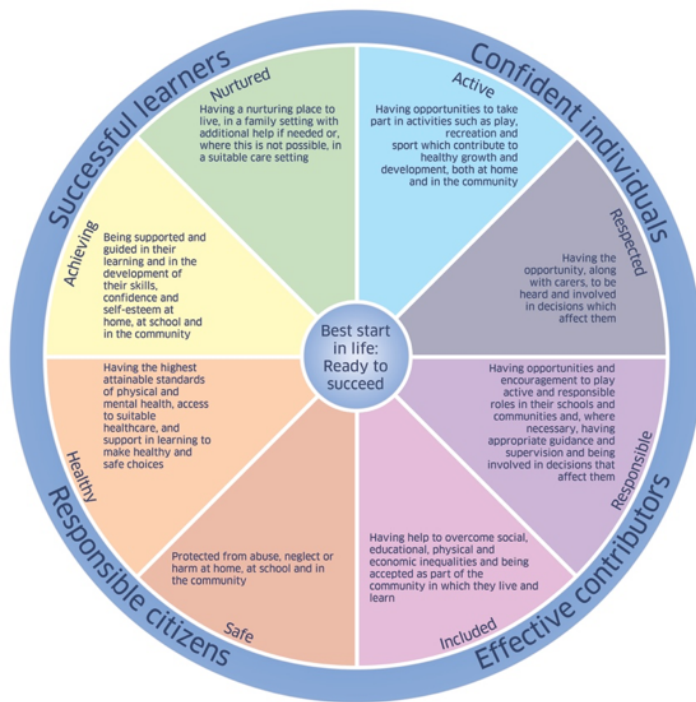 Successful learners
Confident individuals
Nurtured
Having a nurturing place to
live, in a family setting with
additional help if needed or,
where this is not possible, in
a suitable care setting
Active
Having opportunities to take
part in activities such as play,
recreation and
sport which contribute to
healthy growth and
development, both at home
and in the community
Achieving
Being supported and
guided in their
learning and in the
development of
their skills,
confidence and
self-esteem at
home, at school and
in the community
Respected
Having the
opportunity, along
with carers, to be
heard and involved
in decisions which
affect them
Best start
in life:
Ready to
succeed
Healthy
Having the highest
attainable standards
of physical and
mental health, access
to suitable
healthcare, and
support in learning to
make healthy and
safe choices
Responsible
Having opportunities and
encouragement to play
active and responsible
roles in their schools and
communities and, where
necessary, having
appropriate guidance and
supervision and being
involved in decisions that
affect them
Protected from abuse, neglect or
harm at home, at school and in
the community
Safe
Having help to overcome social,
educational, physical and
economic inequalities and being
accepted as part of the
community in which they live and
learn
Included
Responsible citizens
Effective contributors